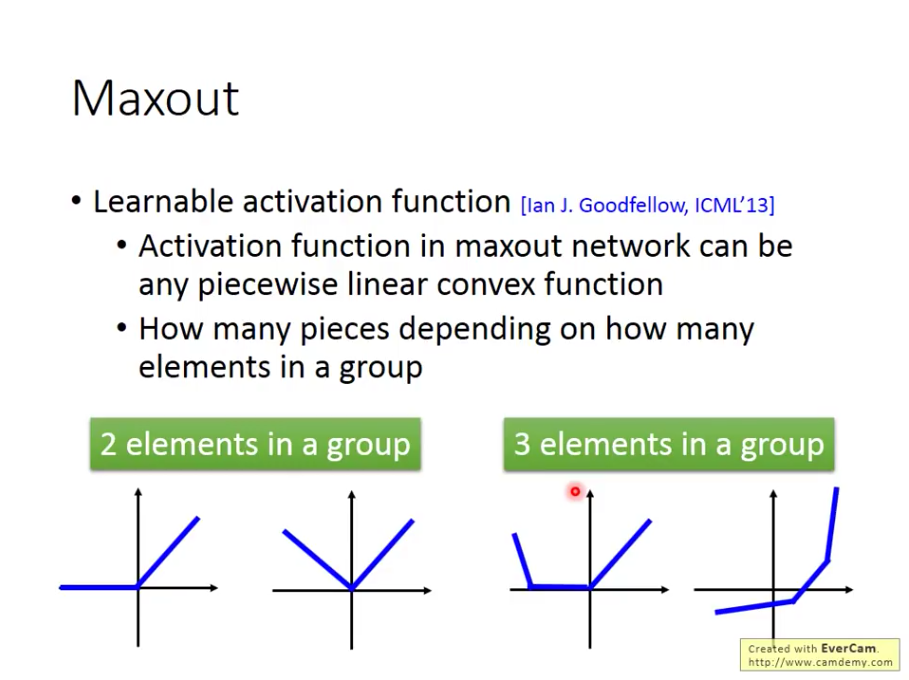 Maxout
• Learnable activation function [Ian J. Goodfellow, ICML’13]
• Activation function in maxout network can be
any piecewise linear convex function
• How many pieces depending on how many
elements in a group
2 elements in a group
3 elements in a group
Created with EverCam.
http://www.camdemy.com